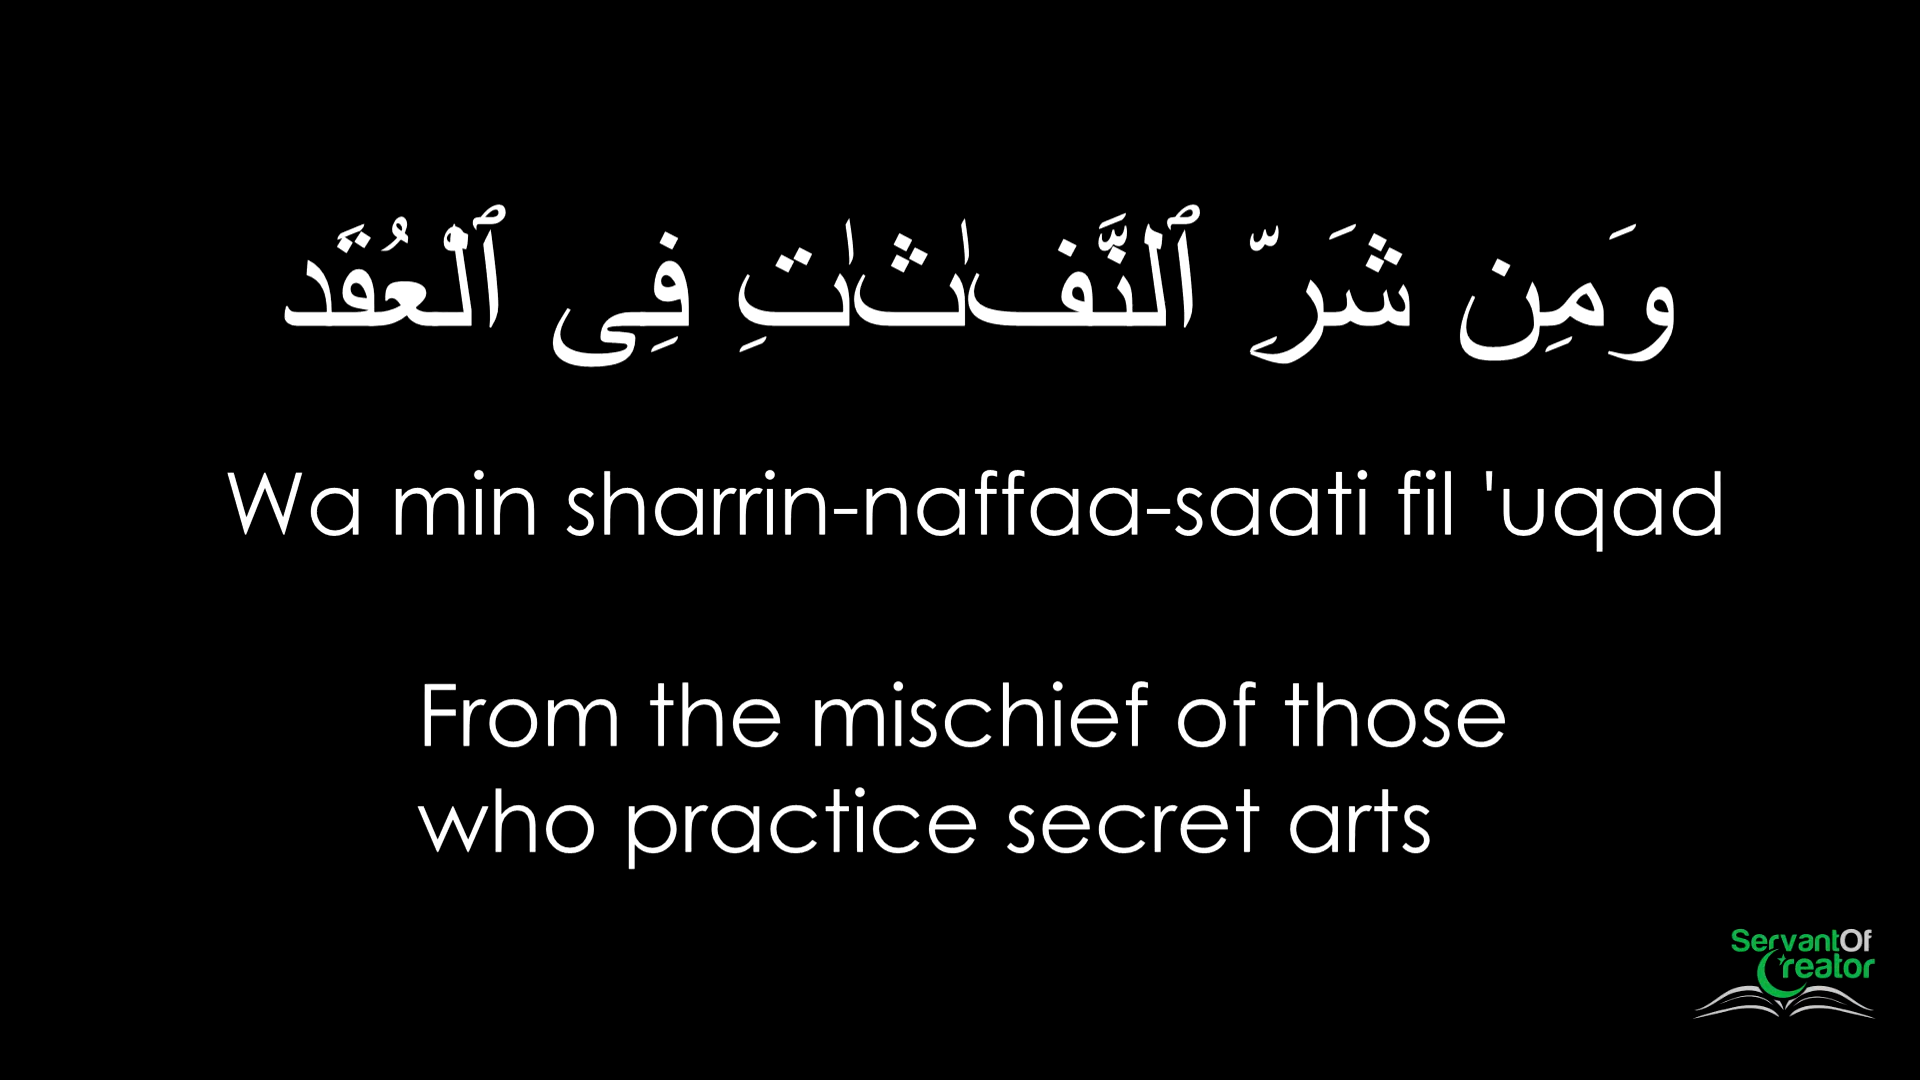 وَمِن شَرِّ ٱلنَّفَّـٰثَـٰتِ فِى ٱلْعُقَد
Wa min sharrin-naffaa-saati fil 'uqad
From the mischief of those
who practice secret arts
ServantOf
Creator